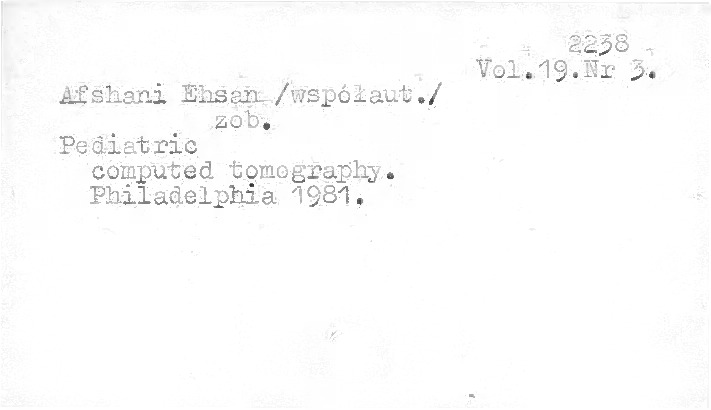 2238
Vol.19.Nr 3.
Afshani Ehsan /współaut./
zob.
Pediatric
computed tomography.
Philadelphia 1981.